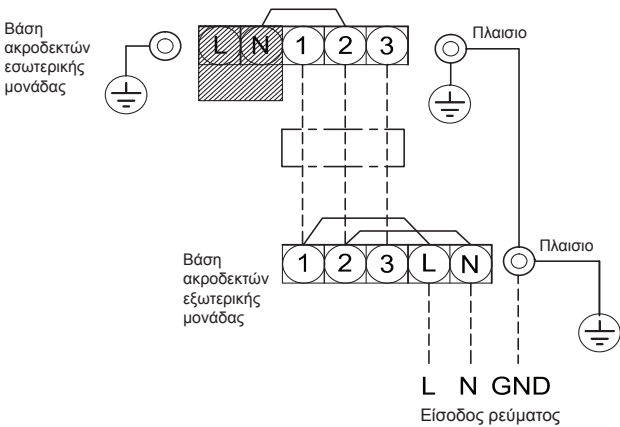 Βάση
ακροδεκτών
εσωτερικής
μονάδας
L N 1 2 3
Πλαισιο
Βάση
ακροδεκτών
εξωτερικής
μονάδας
1 2 3 L N
Πλαισιο
L N GND
Είσοδος ρεύματος